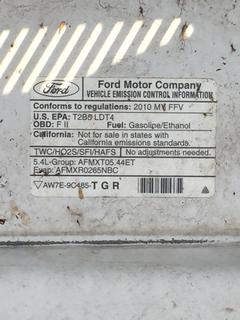 Ford
Ford Motor Company
VEHICLE EMISSION CONTROL INFORMATION
Conforms to regulations: 2010 MY FFV
U.S. EPA: T2B5 LDT4
OBD: F II Fuel: Gasoline/Ethanol
California: Not for sale in states with
California emissions standards.
TWC/HO2S/SFI/HAFS No adjustments needed.
5.4L-Group: AFMXT05.44ET
Evap: AFMXR0265NBC
AW7E-9C485-TGR